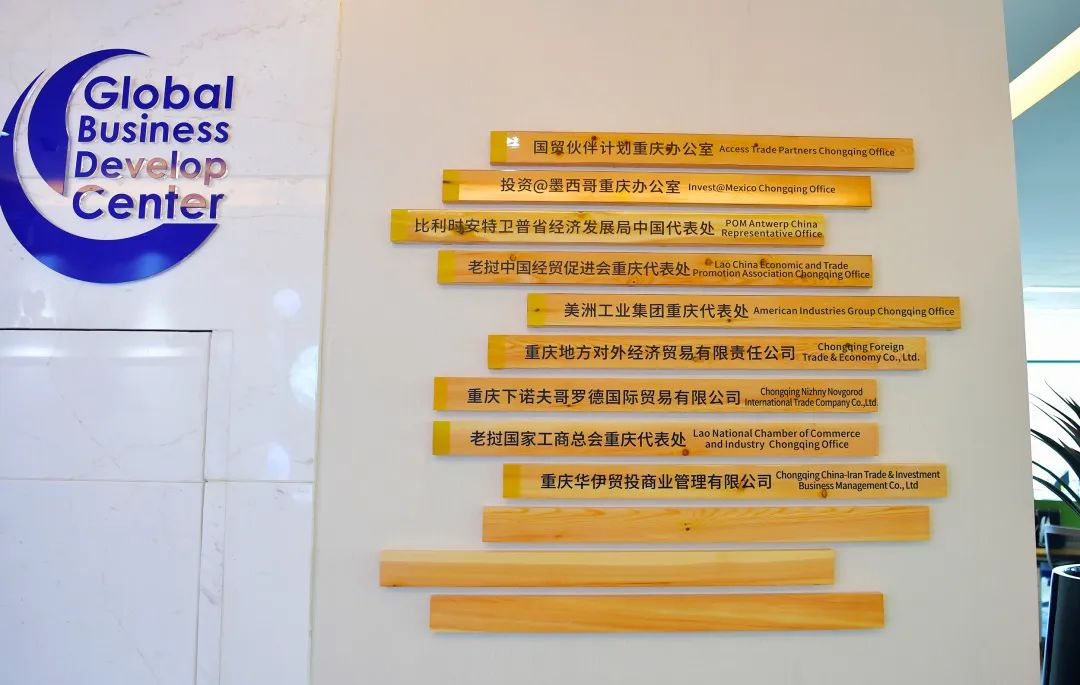 Global
Business
Develop
Center
国贸伙伴计划重庆办公室 Access Trade Partners Chongqing Office
投资@墨西哥重庆办公室 Invest@Mexico Chongqing Office
比利时安特卫普省经济发展局中国代表处 POM Antwerp China
Representative Office
老挝中国经贸促进会重庆代表处 Lao China Economic and Trade
Promotion Association Chongqing Office
美洲工业集团重庆代表处 American Industries Group Chongqing Office
重庆地方对外经济贸易有限责任公司 Chongqing Foreign
Trade & Economy Co., Ltd.
重庆下诺夫哥罗德国际贸易有限公司 Chongqing Nizhny Novgorod
International Trade Company Co.,Ltd.
老挝国家工商总会重庆代表处 Lao National Chamber of Commerce
and Industry Chongqing Office
重庆华伊贸投商业管理有限公司 Chongqing China-Iran Trade & Investment
Business Management Co., Ltd